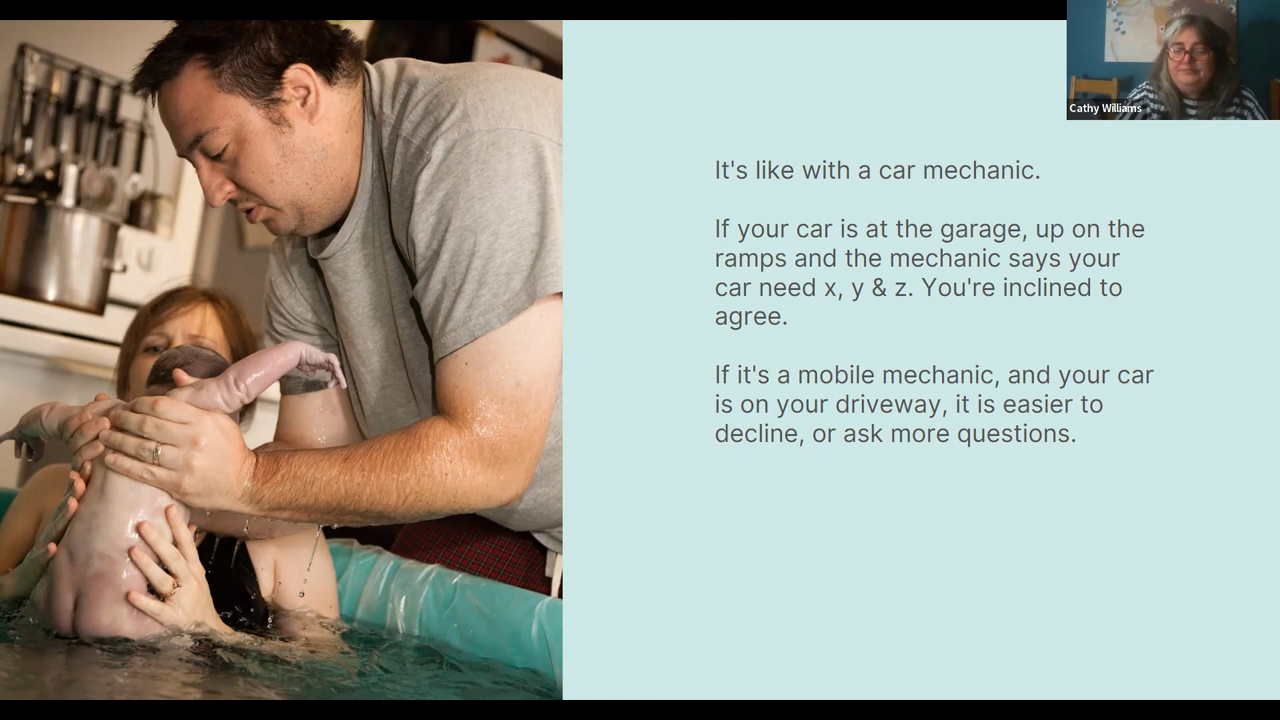 Cathy Williams
It's like with a car mechanic.
If your car is at the garage, up on the
ramps and the mechanic says your
car need x, y & z. You're inclined to
agree.
If it's a mobile mechanic, and your car
is on your driveway, it is easier to
decline, or ask more questions.